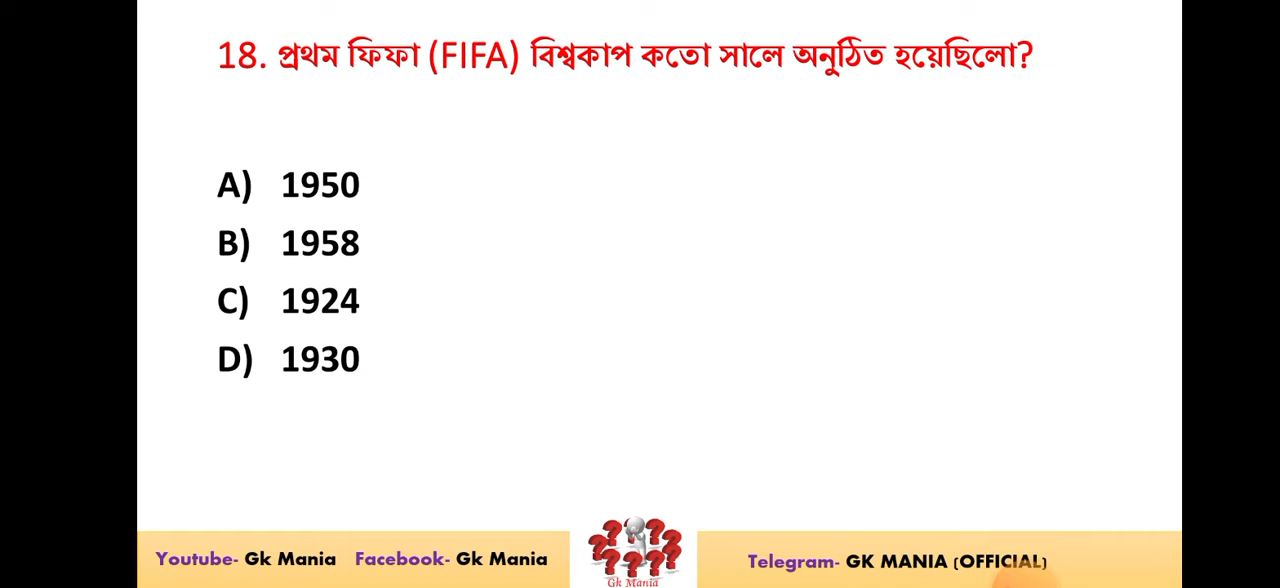 18. প্রথম ফিফা (FIFA) বিশ্বকাপ কতো সালে অনুঠিত হয়েছিলো?
A) 1950
B) 1958
C) 1924
D) 1930
Youtube- Gk Mania Facebook- Gk Mania
Gk Mania
Telegram- GK MANIA (OFFICIAL)